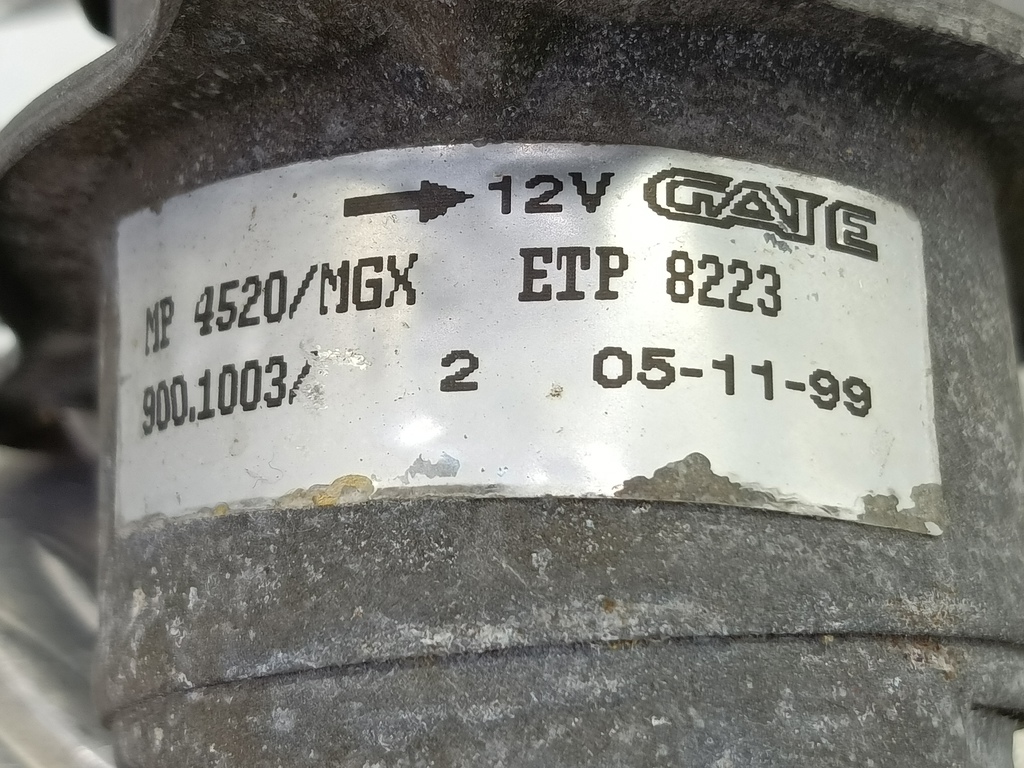 12V GATE
MP 4520/MGX ETP 8223
900.1003/ 2 05-11-99